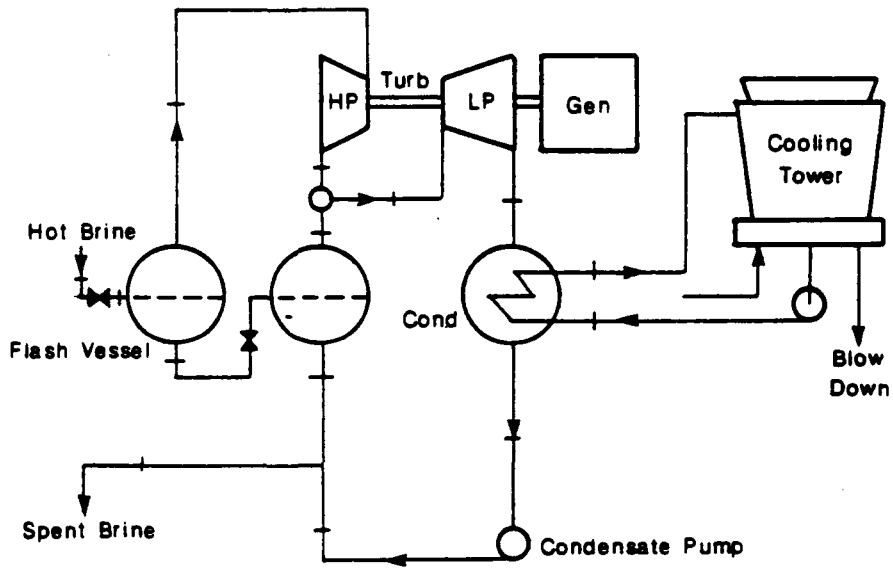 Turb
HP
LP
Gen
Cooling
Tower
Hot Brine
Cond
Flash Vessel
Blow
Down
Spent Brine
Condensate Pump